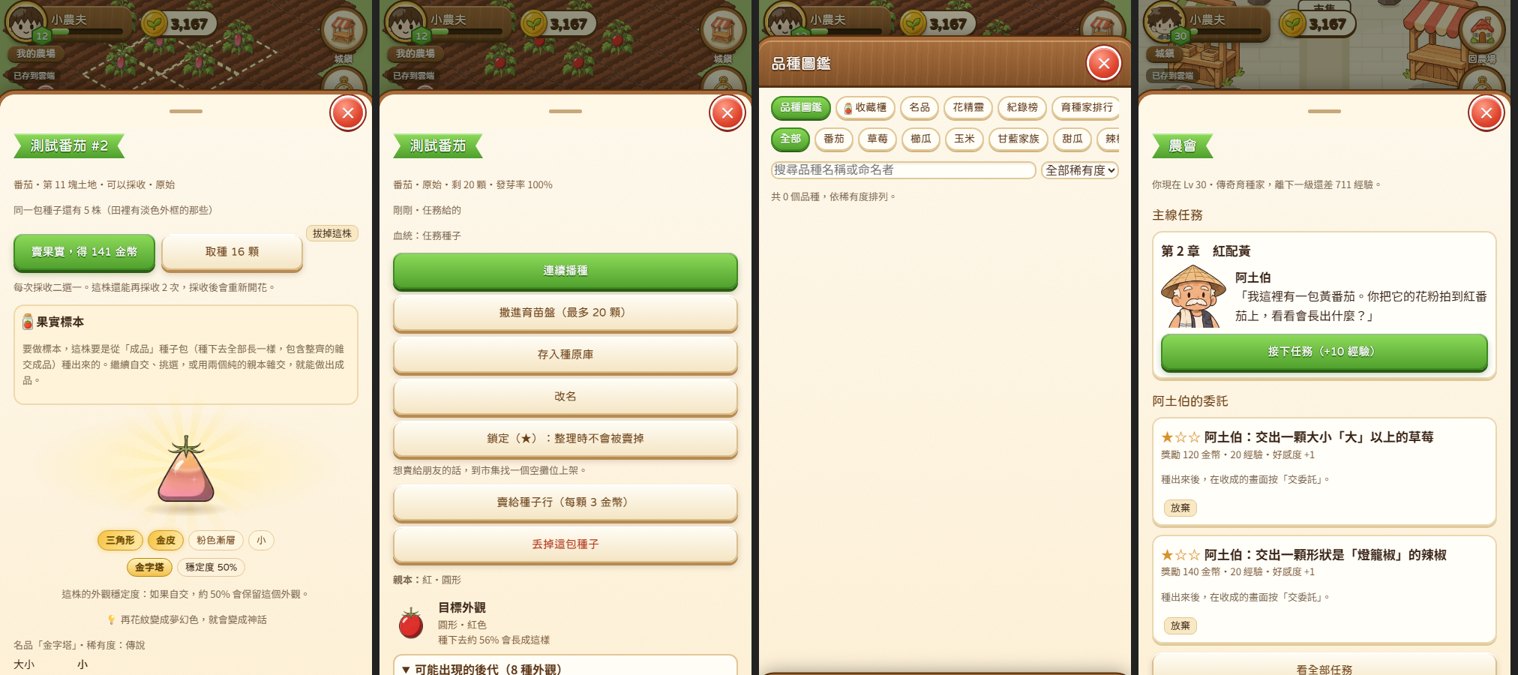 小農夫
12
3,167
我的農場
城鎮
已存到雲端
測試番茄 #2
番茄・第 11 塊土地・可以採收・原始
同一包種子還有 5 株（田裡有淡色外框的那些）
拔掉這株
賣果實，得 141 金幣
取種 16 顆
每次採收二選一。這株還能再採收 2 次，採收後會重新開花。
果實標本
要做標本，這株要是從「成品」種子包（種下去全部長一樣，包含整齊的雜
交成品）種出來的。繼續自交、挑選，或用兩個純的親本雜交，就能做出成
品。
三角形
金皮
粉色漸層
小
金字塔
穩定度 50%
這株的外觀穩定度：如果自交，約 50% 會保留這個外觀。
再花紋變成夢幻色，就會變成神話
名品「金字塔」・稀有度：傳說
大小 小
小農夫
12
3,167
我的農場
城鎮
已存到雲端
測試番茄
番茄・原始・剩 20 顆・發芽率 100%
剛剛・任務給的
血統：任務種子
連續播種
撒進育苗盤（最多 20 顆）
存入種原庫
改名
鎖定（★）：整理時不會被賣掉
想賣給朋友的話，到市集找一個空攤位上架。
賣給種子行（每顆 3 金幣）
丟掉這包種子
親本：紅・圓形
目標外觀
圓形・紅色
種下去約 56% 會長成這樣
▼ 可能出現的後代（8 種外觀）
小農夫
3,167
品種圖鑑
品種圖鑑
收藏櫃
名品
花精靈
紀錄榜
育種家排行
全部
番茄
草莓
櫛瓜
玉米
甘藍家族
甜瓜
辣椒
搜尋品種名稱或命名者
全部稀有度
共 0 個品種，依稀有度排列。
市集
小農夫
30
3,167
城鎮
回農場
已存到雲端
農會
你現在 Lv 30・傳奇育種家，離下一級還差 711 經驗。
主線任務
第 2 章 紅配黃
阿土伯
「我這裡有一包黃番茄。你把它的花粉拍到紅番
茄上，看看會長出什麼？」
接下任務（+10 經驗）
阿土伯的委託
★☆☆ 阿土伯：交出一顆大小「大」以上的草莓
獎勵 120 金幣・20 經驗・好感度 +1
種出來後，在收成的畫面按「交委託」。
放棄
★☆☆ 阿土伯：交出一顆形狀是「燈籠椒」的辣椒
獎勵 140 金幣・20 經驗・好感度 +1
種出來後，在收成的畫面按「交委託」。
放棄
看全部任務